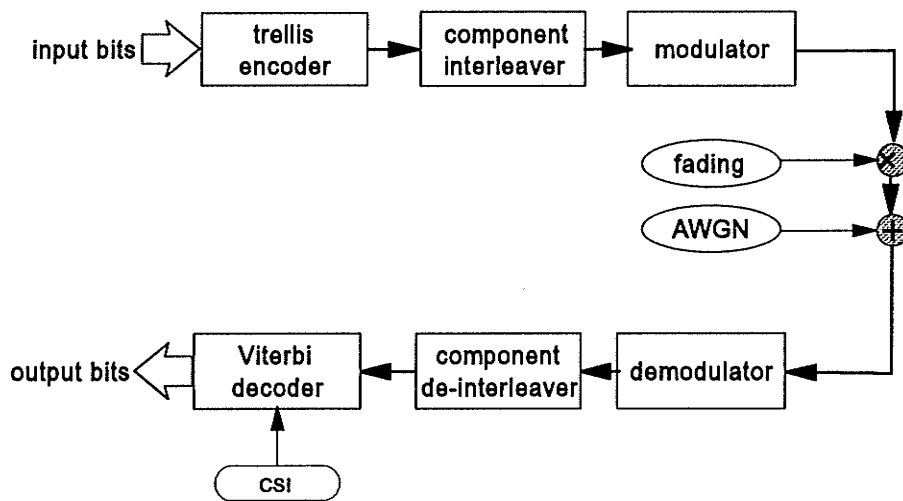 input bits
trellis
encoder
component
interleaver
modulator
fading
×
AWGN
+
output bits
Viterbi
decoder
component
de-interleaver
demodulator
CSI